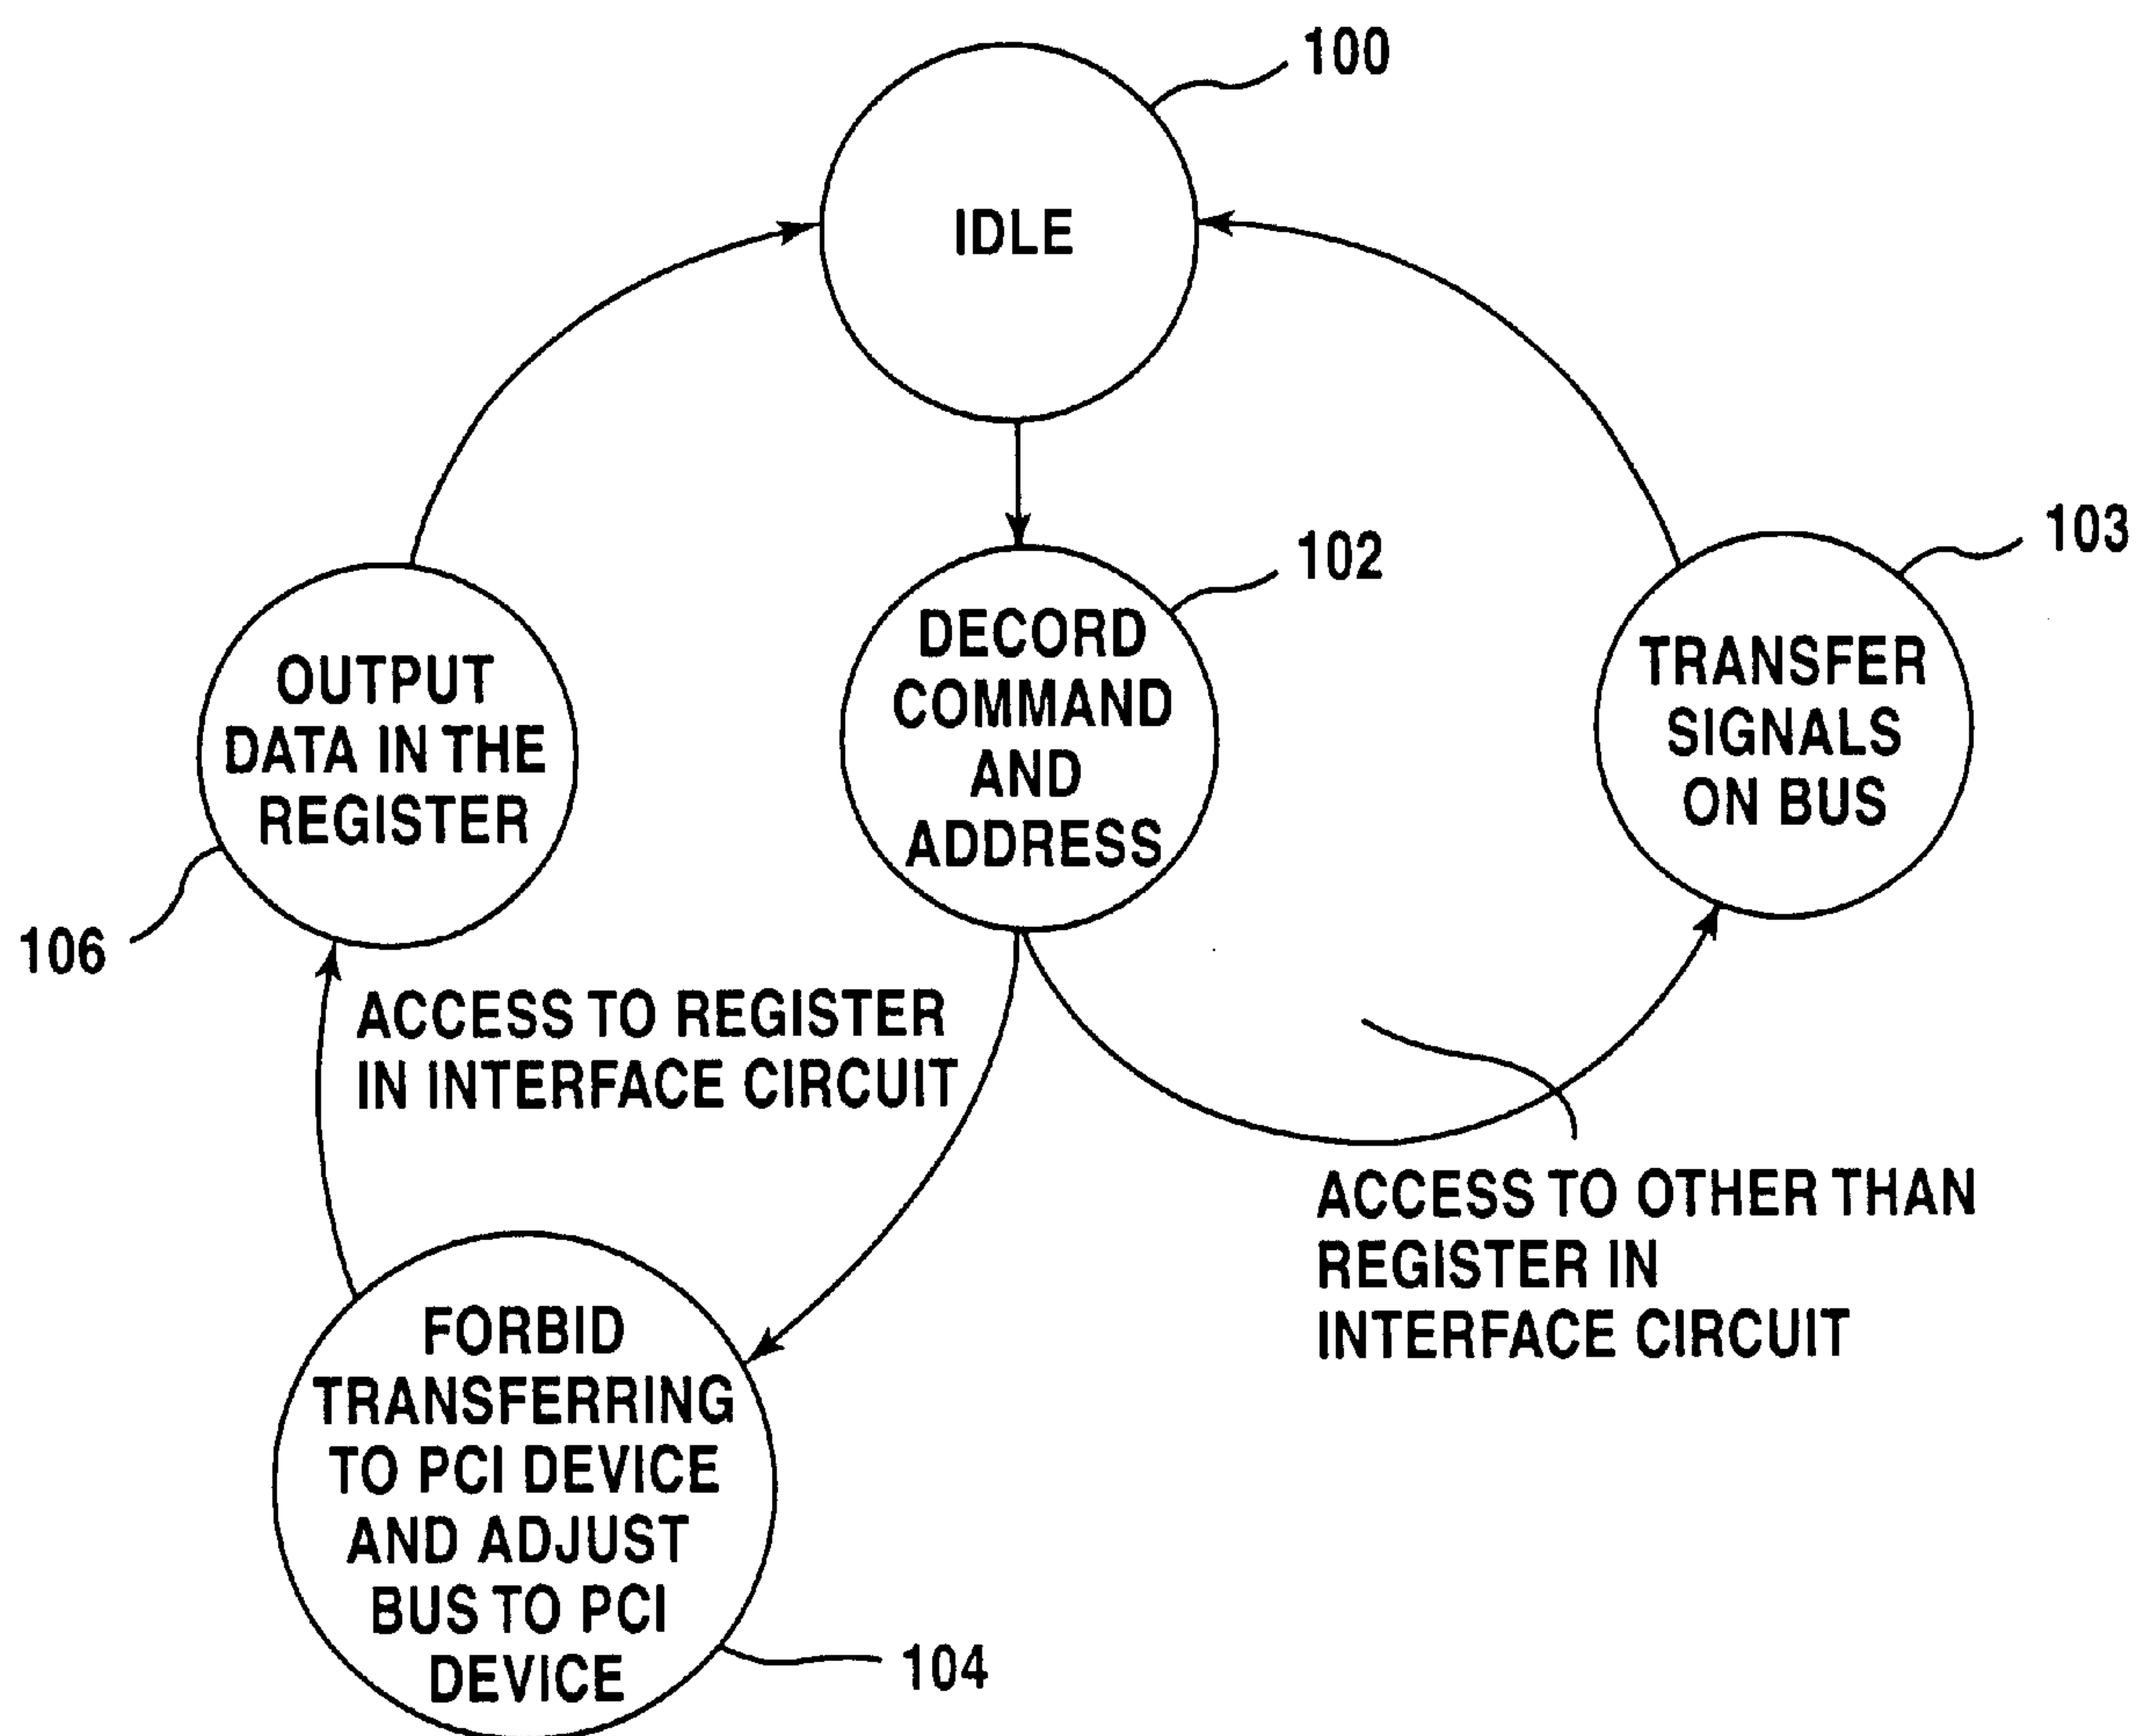 100
IDLE
102
103
DECORD
COMMAND
AND
ADDRESS
TRANSFER
SIGNALS
ON BUS
OUTPUT
DATA IN THE
REGISTER
106
ACCESS TO REGISTER
IN INTERFACE CIRCUIT
ACCESS TO OTHER THAN
REGISTER IN
INTERFACE CIRCUIT
FORBID
TRANSFERRING
TO PCI DEVICE
AND ADJUST
BUS TO PCI
DEVICE
104